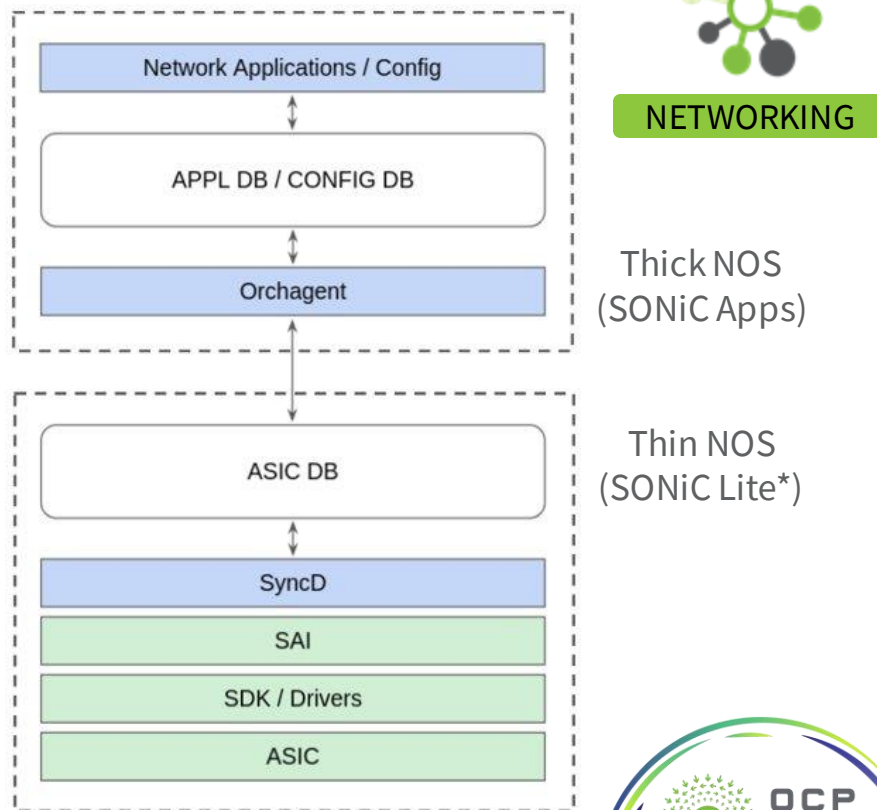 Network Applications / Config
NETWORKING
APPL DB / CONFIG DB
Orchagent
Thick NOS
(SONiC Apps)
ASIC DB
Thin NOS
(SONiC Lite*)
SyncD
SAI
SDK / Drivers
ASIC
OCP